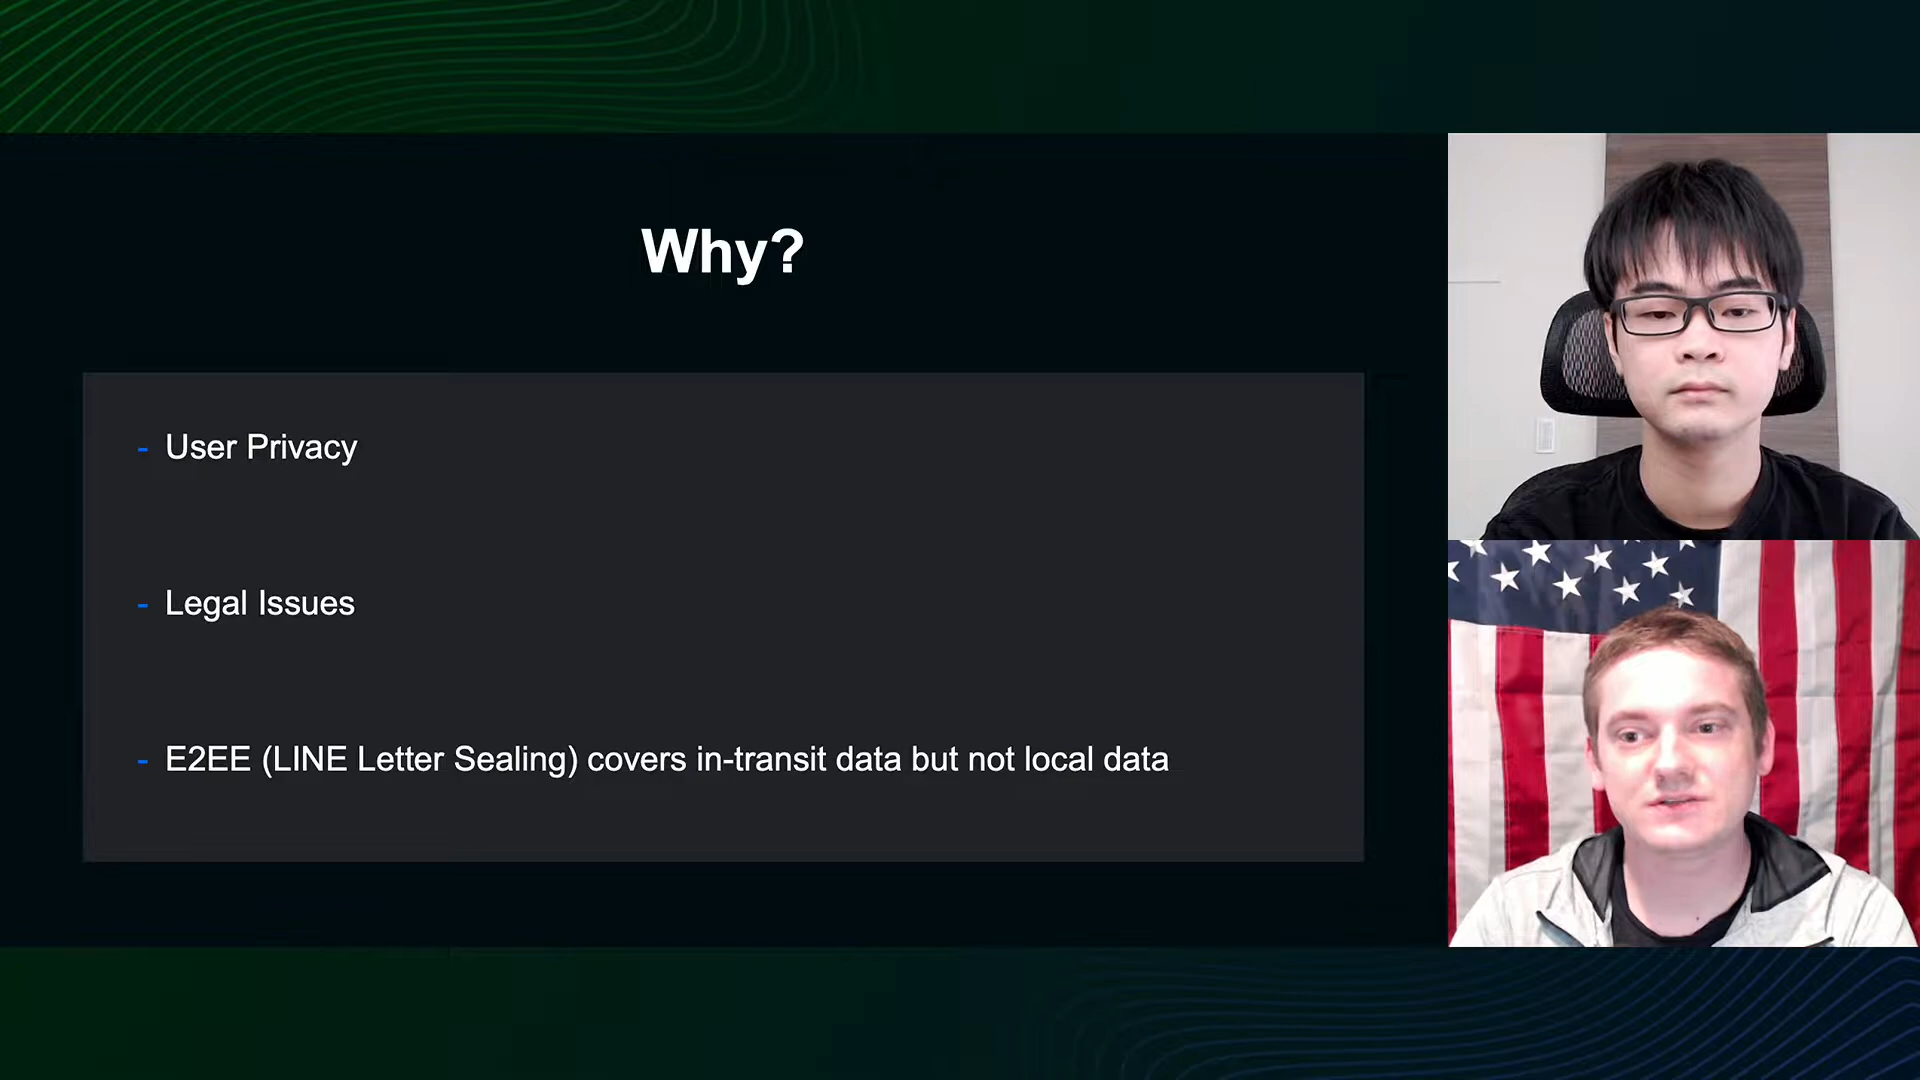 Why?
- User Privacy
- Legal Issues
- E2EE (LINE Letter Sealing) covers in-transit data but not local data